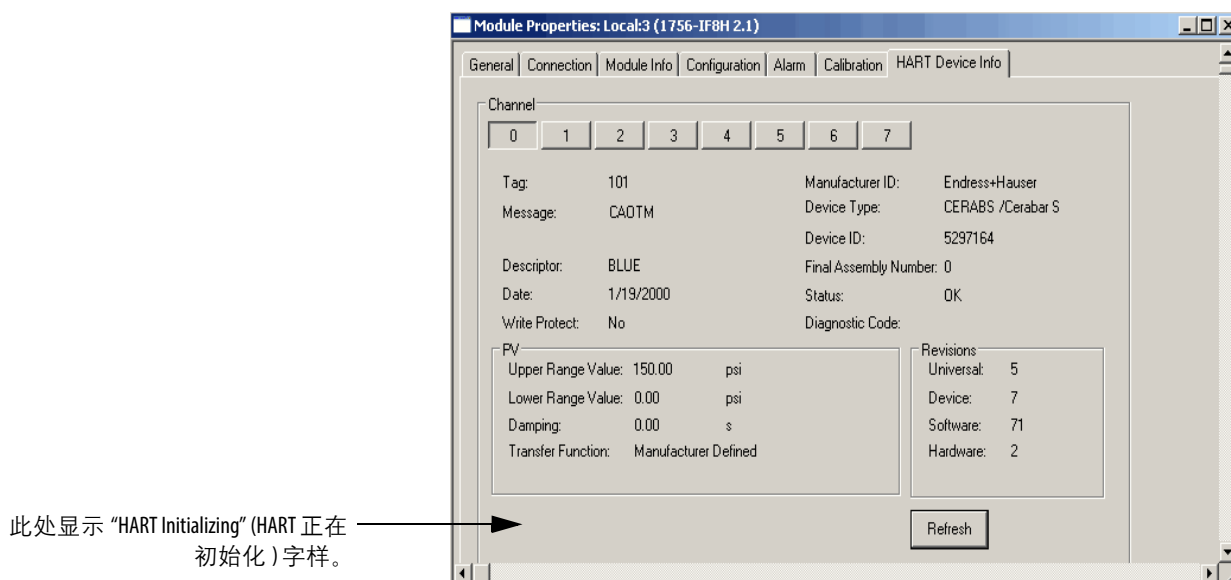 Module Properties: Local:3 (1756-IF8H 2.1)
General Connection Module Info Configuration Alarm Calibration HART Device Info
Channel
0 1 2 3 4 5 6 7
Tag: 101 Manufacturer ID: Endress+Hauser
Message: CAOTM Device Type: CERABS /Cerabar S
Device ID: 5297164
Descriptor: BLUE Final Assembly Number: 0
Date: 1/19/2000 Status: OK
Write Protect: No Diagnostic Code:
PV Revisions
Upper Range Value: 150.00 psi Universal: 5
Lower Range Value: 0.00 psi Device: 7
Damping: 0.00 s Software: 71
Transfer Function: Manufacturer Defined Hardware: 2
此处显示 “HART Initializing” (HART 正在
初始化 ) 字样。
Refresh